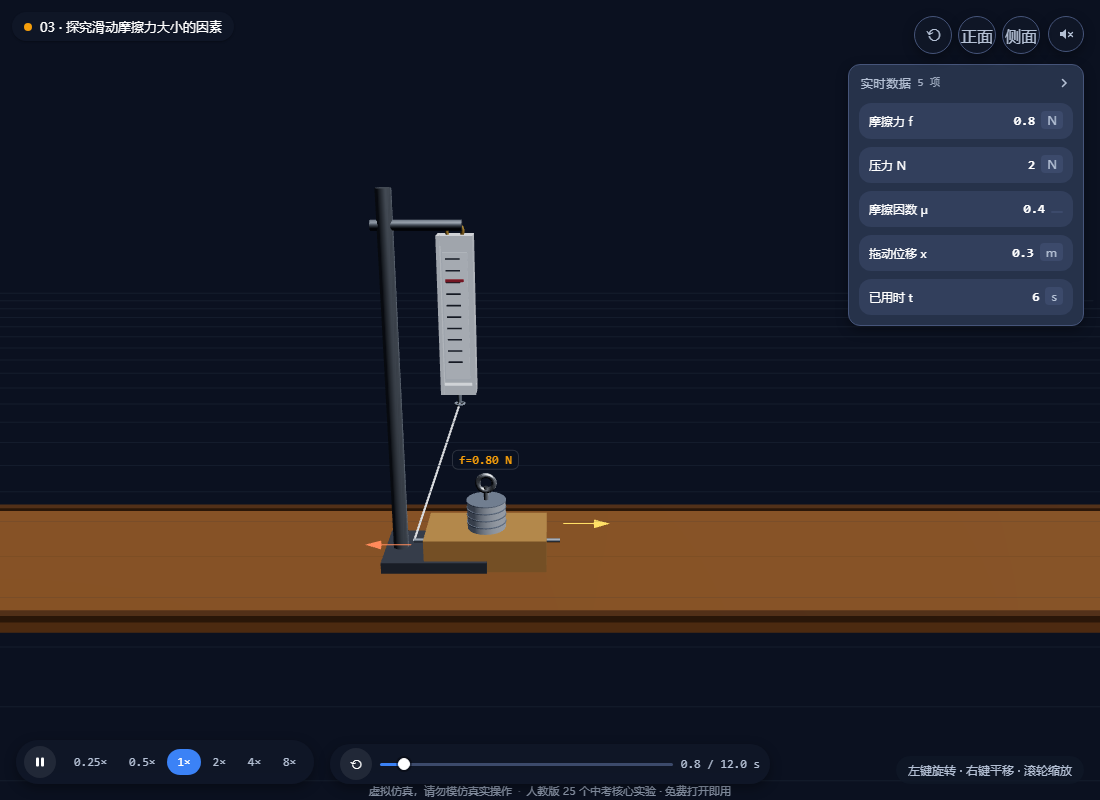 03 · 探究滑动摩擦力大小的因素
正面
侧面
实时数据 5 项
摩擦力 f 0.8 N
压力 N 2 N
摩擦因数 μ 0.4 —
拖动位移 x 0.3 m
已用时 t 6 s
f=0.80 N
0.25× 0.5× 1× 2× 4× 8×
0.8 / 12.0 s
左键旋转 · 右键平移 · 滚轮缩放
虚拟仿真，请勿模仿真实操作 · 人教版 25 个中考核心实验 · 免费打开即用